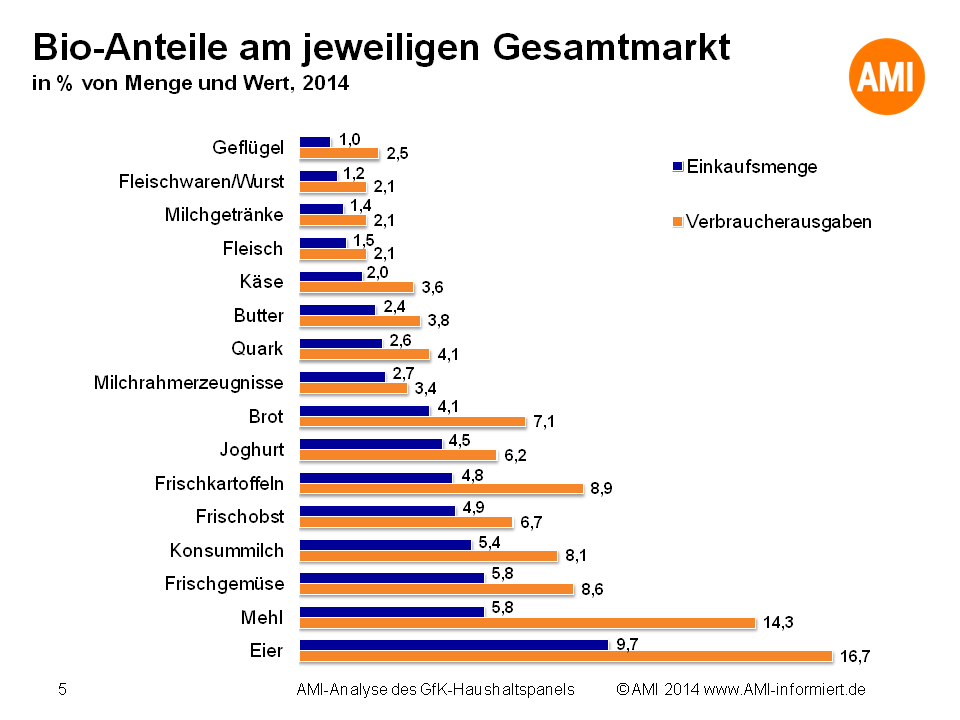 Bio-Anteile am jeweiligen Gesamtmarkt
in % von Menge und Wert, 2014
AMI
Einkaufsmenge
Verbraucherausgaben
Geflügel 1,0 2,5
Fleischwaren/Wurst 1,2 2,1
Milchgetränke 1,4 2,1
Fleisch 1,5 2,1
Käse 2,0 3,6
Butter 2,4 3,8
Quark 2,6 4,1
Milchrahmerzeugnisse 2,7 3,4
Brot 4,1 7,1
Joghurt 4,5 6,2
Frischkartoffeln 4,8 8,9
Frischobst 4,9 6,7
Konsummilch 5,4 8,1
Frischgemüse 5,8 8,6
Mehl 5,8 14,3
Eier 9,7 16,7
5 AMI-Analyse des GfK-Haushaltspanels © AMI 2014 www.AMI-informiert.de